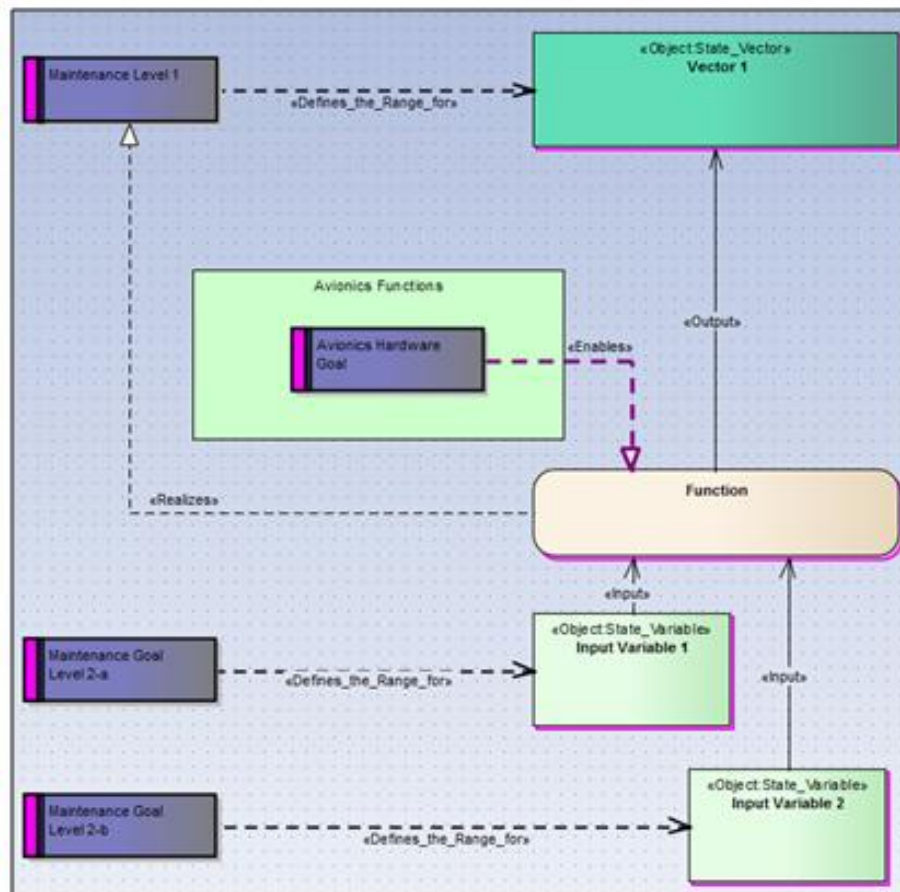 «Object:State_Vector»
Vector 1
Maintenance Level 1
«Defines_the_Range_for»
Avionics Functions
Avionics Hardware
Goal
«Enables»
«Output»
Function
«Realizes»
«Input»
«Object:State_Variable»
Input Variable 1
Maintenance Goal
Level 2-a
«Defines_the_Range_for»
«Input»
«Object:State_Variable»
Input Variable 2
Maintenance Goal
Level 2-b
«Defines_the_Range_for»